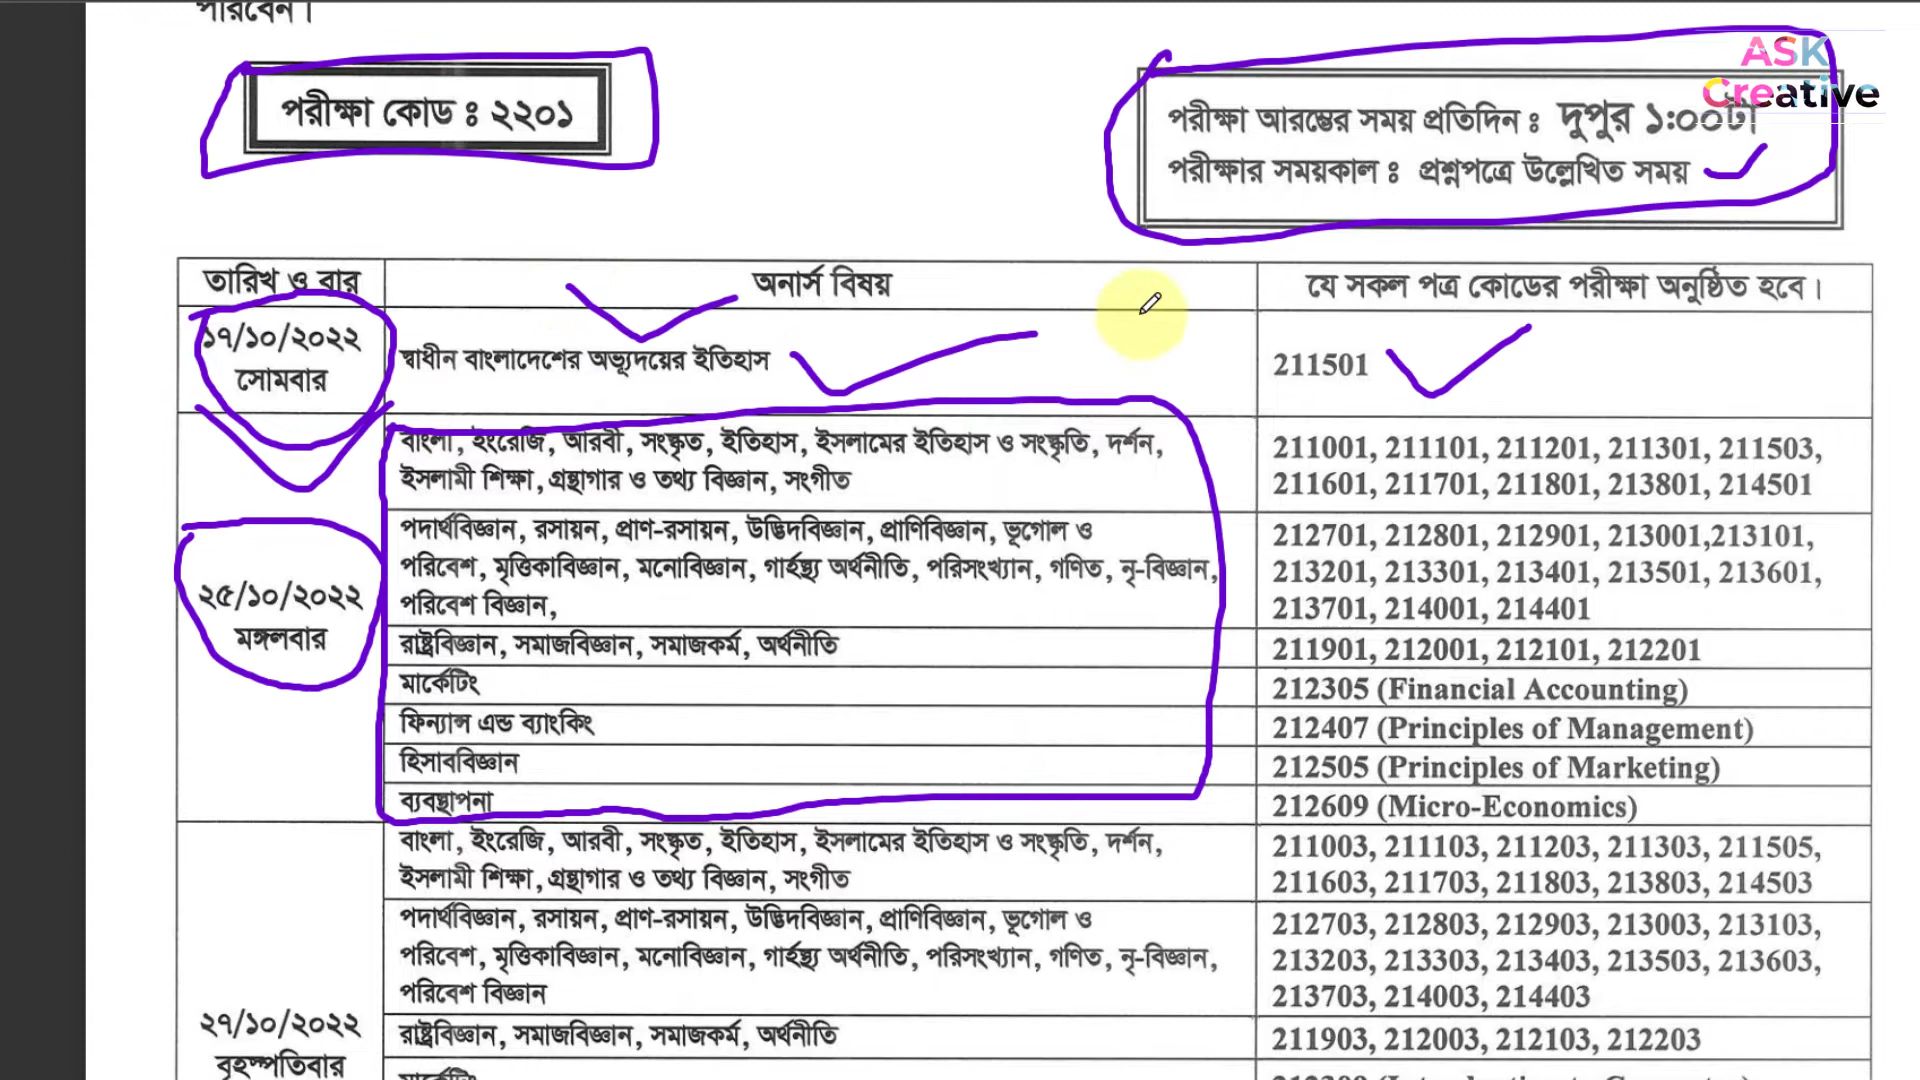 পারবেন।
ASK
Creative
পরীক্ষা কোড ঃ ২২০১
পরীক্ষা আরম্ভের সময় প্রতিদিন ঃ দুপুর ১:০০টা
পরীক্ষার সময়কাল ঃ প্রশ্নপত্রে উল্লেখিত সময়
তারিখ ও বার
অনার্স বিষয়
যে সকল পত্র কোডের পরীক্ষা অনুষ্ঠিত হবে।
১৭/১০/২০২২
সোমবার
স্বাধীন বাংলাদেশের অভ্যূদয়ের ইতিহাস
211501
২৫/১০/২০২২
মঙ্গলবার
বাংলা, ইংরেজি, আরবী, সংস্কৃত, ইতিহাস, ইসলামের ইতিহাস ও সংস্কৃতি, দর্শন,
ইসলামী শিক্ষা, গ্রন্থাগার ও তথ্য বিজ্ঞান, সংগীত
211001, 211101, 211201, 211301, 211503,
211601, 211701, 211801, 213801, 214501
পদার্থবিজ্ঞান, রসায়ন, প্রাণ-রসায়ন, উদ্ভিদবিজ্ঞান, প্রাণিবিজ্ঞান, ভূগোল ও
পরিবেশ, মৃত্তিকাবিজ্ঞান, মনোবিজ্ঞান, গার্হস্থ্য অর্থনীতি, পরিসংখ্যান, গণিত, নৃ-বিজ্ঞান,
পরিবেশ বিজ্ঞান,
212701, 212801, 212901, 213001,213101,
213201, 213301, 213401, 213501, 213601,
213701, 214001, 214401
রাষ্ট্রবিজ্ঞান, সমাজবিজ্ঞান, সমাজকর্ম, অর্থনীতি
211901, 212001, 212101, 212201
মার্কেটিং
212305 (Financial Accounting)
ফিন্যান্স এন্ড ব্যাংকিং
212407 (Principles of Management)
হিসাববিজ্ঞান
212505 (Principles of Marketing)
ব্যবস্থাপনা
212609 (Micro-Economics)
২৭/১০/২০২২
বৃহস্পতিবার
বাংলা, ইংরেজি, আরবী, সংস্কৃত, ইতিহাস, ইসলামের ইতিহাস ও সংস্কৃতি, দর্শন,
ইসলামী শিক্ষা, গ্রন্থাগার ও তথ্য বিজ্ঞান, সংগীত
211003, 211103, 211203, 211303, 211505,
211603, 211703, 211803, 213803, 214503
পদার্থবিজ্ঞান, রসায়ন, প্রাণ-রসায়ন, উদ্ভিদবিজ্ঞান, প্রাণিবিজ্ঞান, ভূগোল ও
পরিবেশ, মৃত্তিকাবিজ্ঞান, মনোবিজ্ঞান, গার্হস্থ্য অর্থনীতি, পরিসংখ্যান, গণিত, নৃ-বিজ্ঞান,
পরিবেশ বিজ্ঞান
212703, 212803, 212903, 213003, 213103,
213203, 213303, 213403, 213503, 213603,
213703, 214003, 214403
রাষ্ট্রবিজ্ঞান, সমাজবিজ্ঞান, সমাজকর্ম, অর্থনীতি
211903, 212003, 212103, 212203